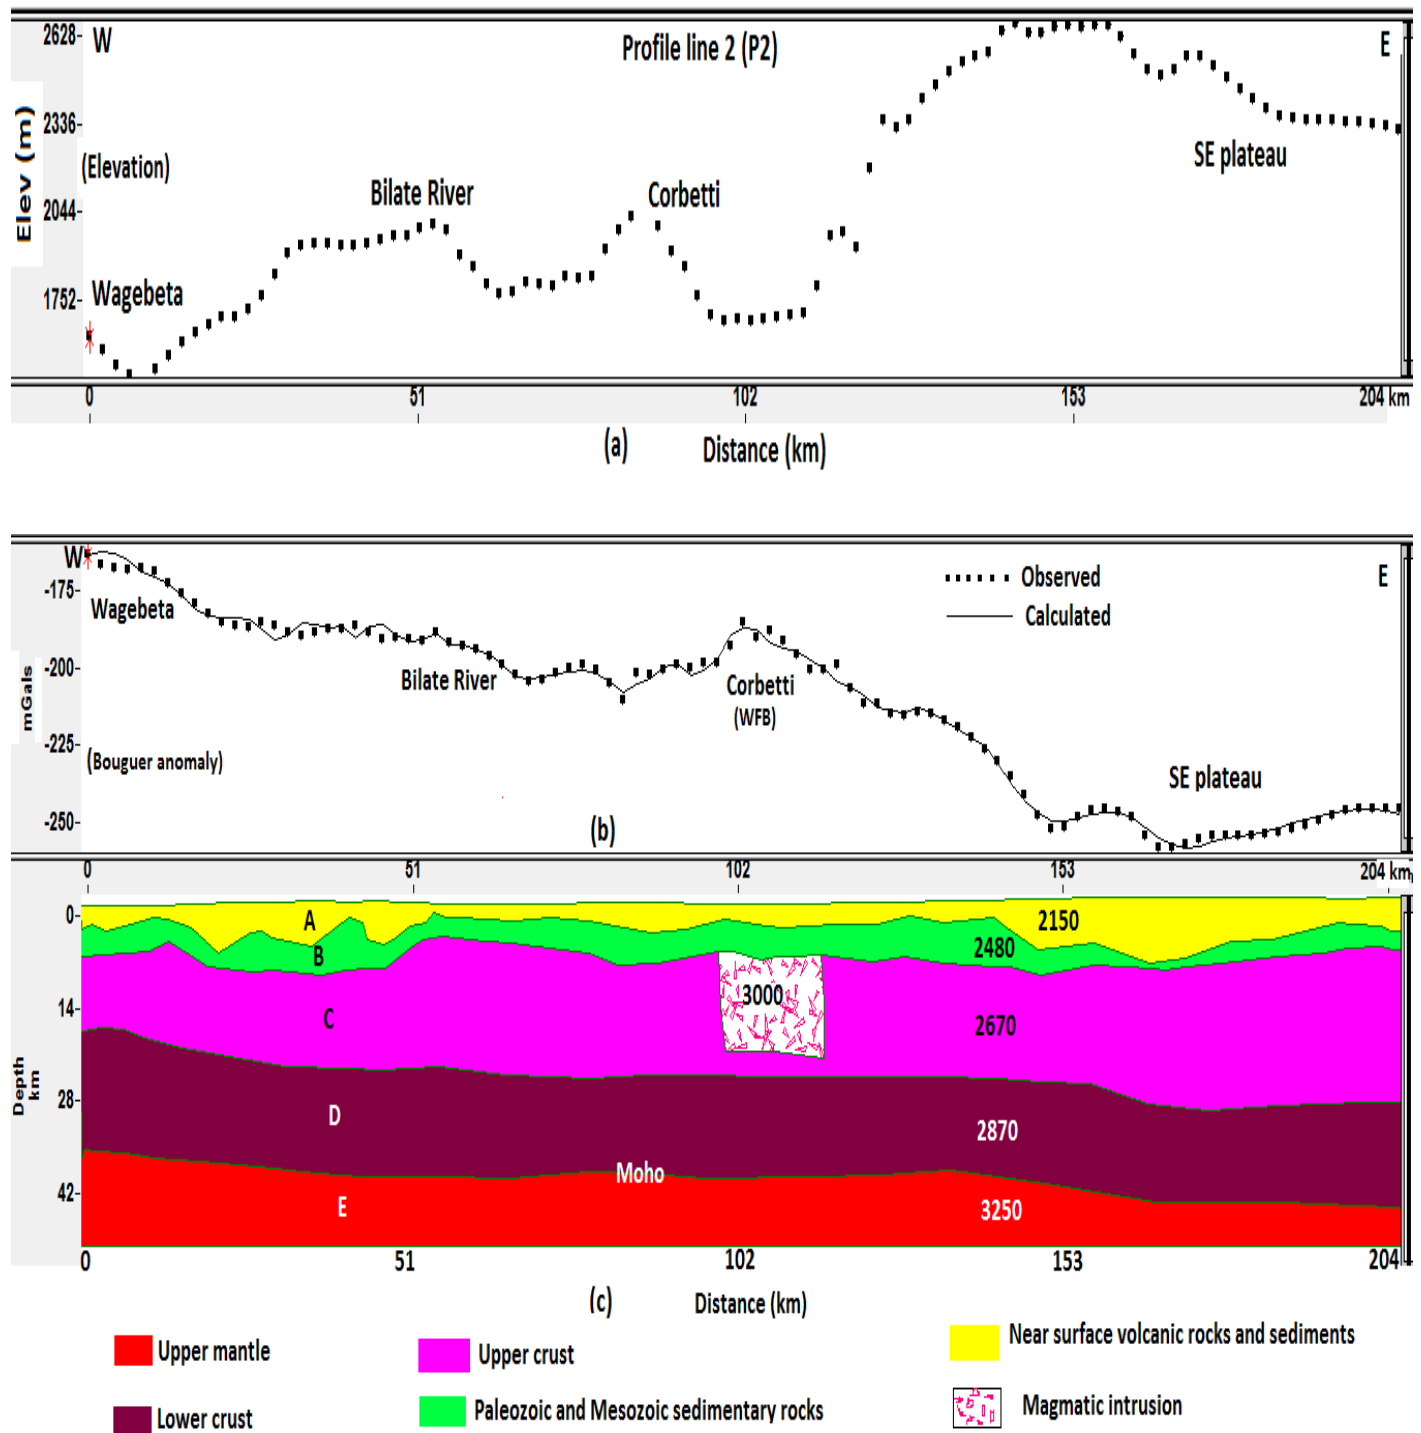 2628-
W
Profile line 2 (P2)
E
2336-
Elev (m)
(Elevation)
SE plateau
Bilate River
Corbetti
2044-
1752-
Wagebeta
0
51
102
153
204 km
(a)
Distance (km)
W
E
Observed
-175-
Wagebeta
Calculated
-200-
mGals
Bilate River
Corbetti
(WFB)
-225-
(Bouguer anomaly)
SE plateau
-250-
(b)
0
51
102
153
204 km
0-
A
2150
B
2480
3000
14-
C
2670
Depth
km
28-
D
2870
Moho
42-
E
3250
0
51
102
153
204
(c)
Distance (km)
Upper mantle
Upper crust
Near surface volcanic rocks and sediments
Lower crust
Paleozoic and Mesozoic sedimentary rocks
Magmatic intrusion